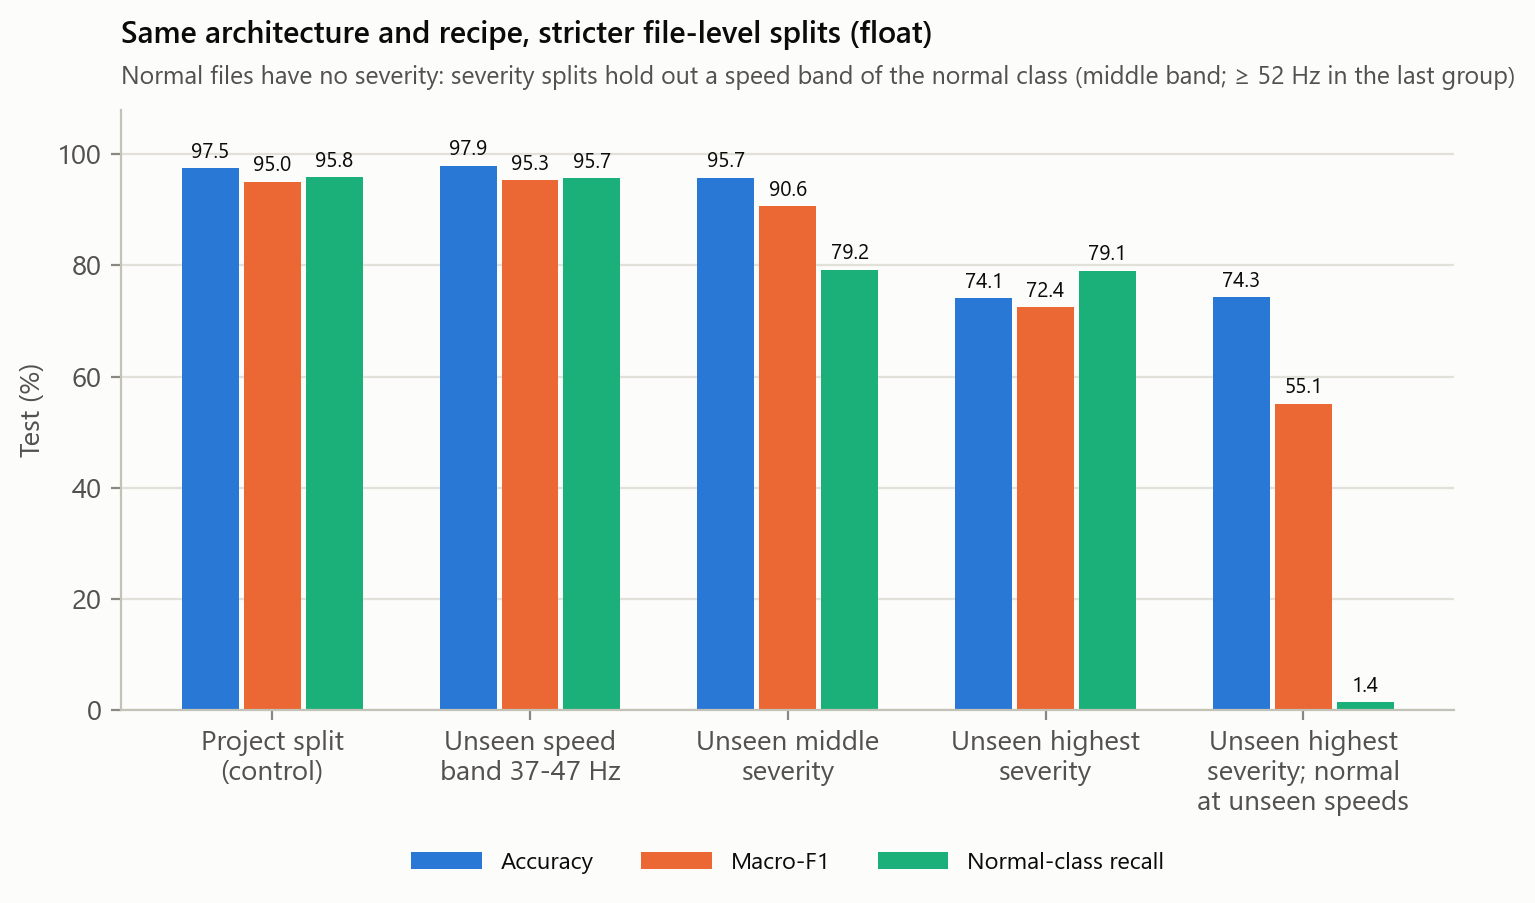 Same architecture and recipe, stricter file-level splits (float)
Normal files have no severity: severity splits hold out a speed band of the normal class (middle band; ≥ 52 Hz in the last group)
Test (%)
100
80
60
40
20
0
97.5
95.0
95.8
97.9
95.3
95.7
95.7
90.6
79.2
74.1
72.4
79.1
74.3
55.1
1.4
Project split
(control)
Unseen speed
band 37-47 Hz
Unseen middle
severity
Unseen highest
severity
Unseen highest
severity; normal
at unseen speeds
Accuracy
Macro-F1
Normal-class recall